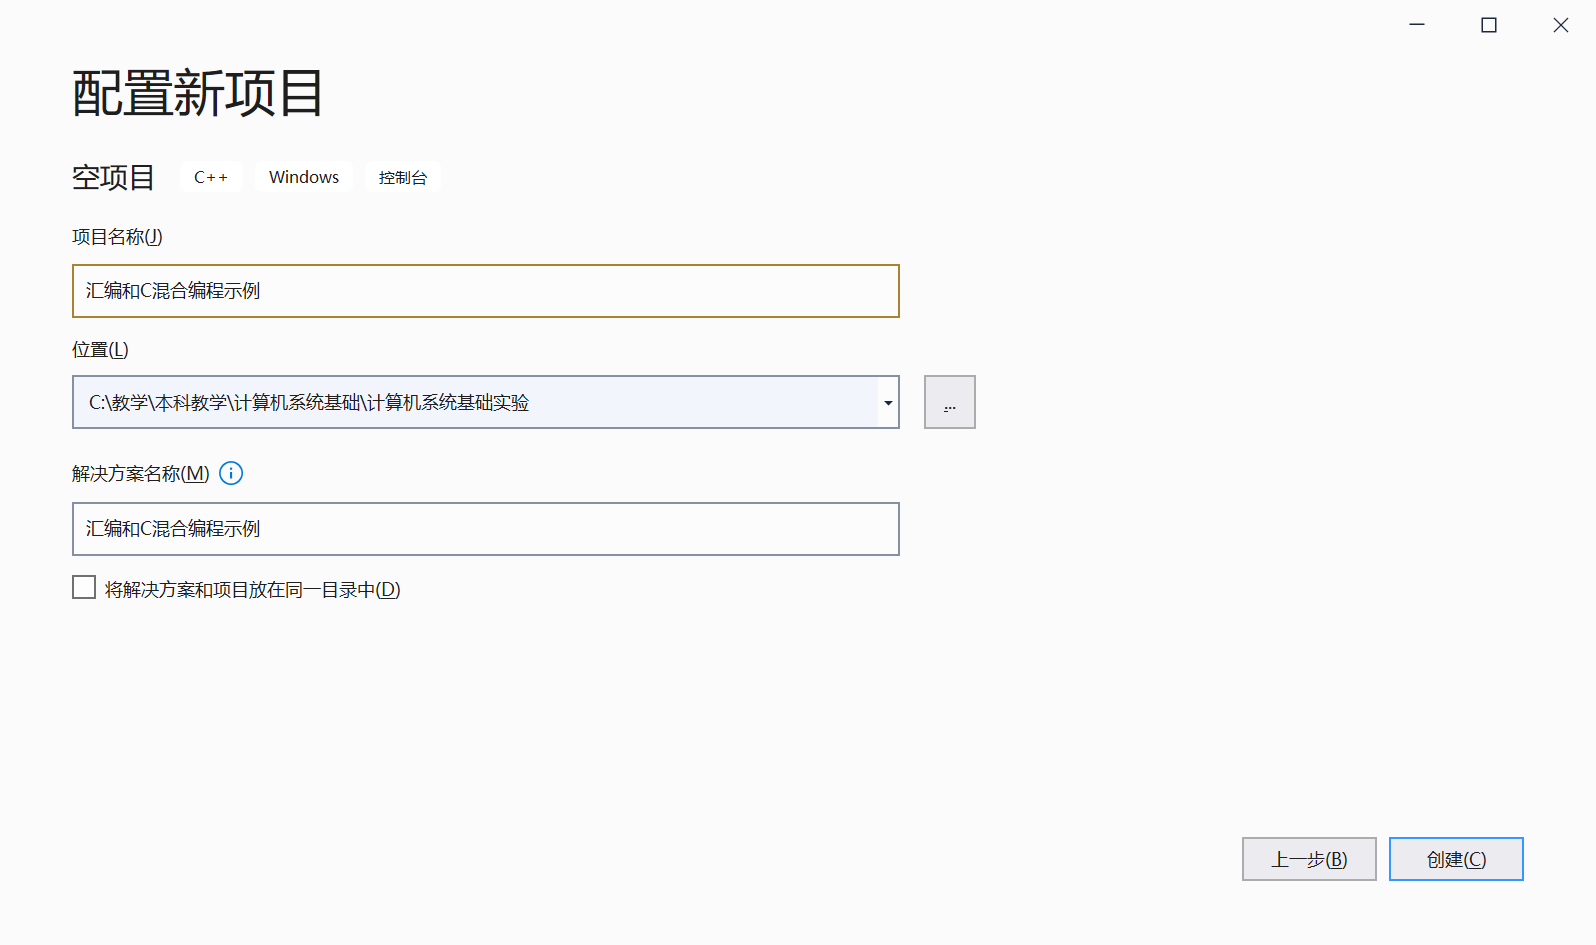 配置新项目
空项目 C++ Windows 控制台
项目名称(J)
汇编和C混合编程示例
位置(L)
C:\教学\本科教学\计算机系统基础\计算机系统基础实验
...
解决方案名称(M)
汇编和C混合编程示例
将解决方案和项目放在同一目录中(D)
上一步(B) 创建(C)